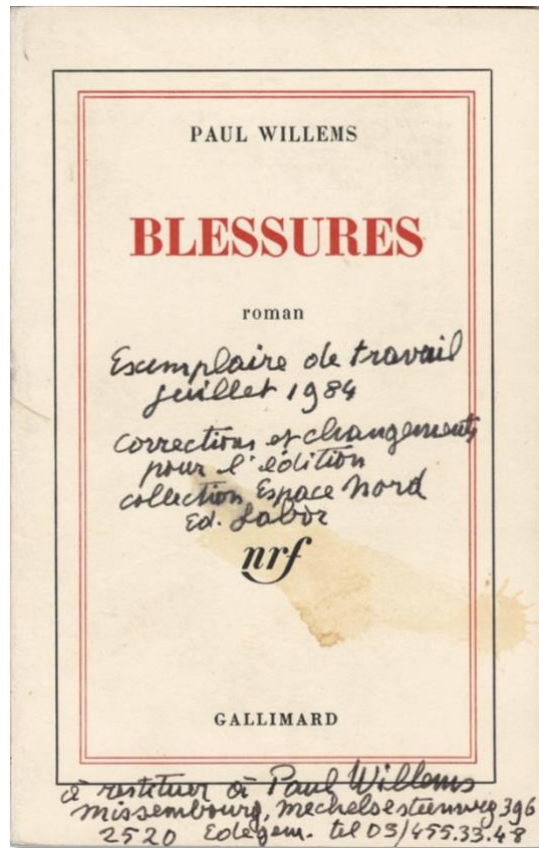 PAUL WILLEMS
BLESSURES
roman
Exemplaire de travail
juillet 1984
corrections et changements
pour l'édition
collection Espace Nord
Ed. Labor
nrf
GALLIMARD
à restituer à Paul Willems
Missembourg, Mechelsesteenweg 396
2520 Edegem. tel 03/455.33.48